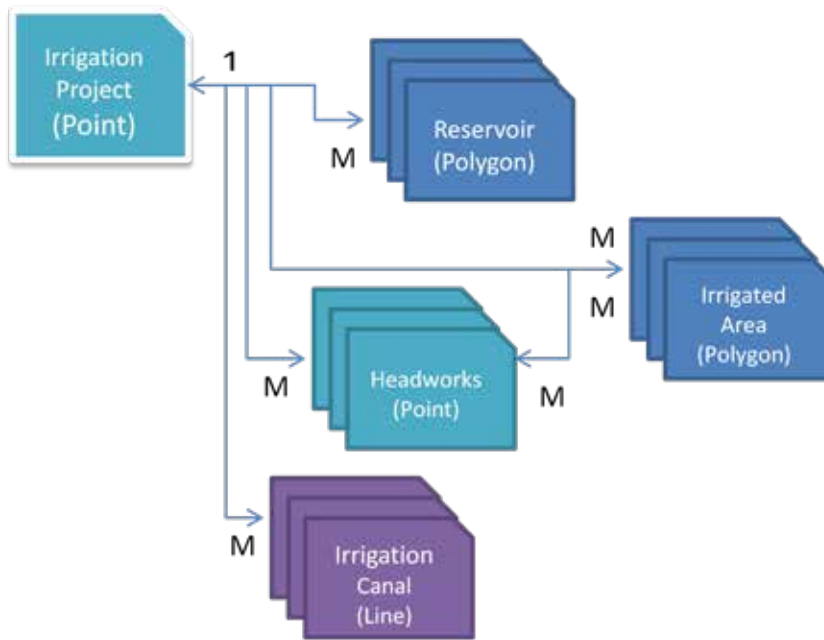 Irrigation
Project
(Point)
1
M
Reservoir
(Polygon)
M
M
Irrigated
Area
(Polygon)
M
Headworks
(Point)
M
M
Irrigation
Canal
(Line)